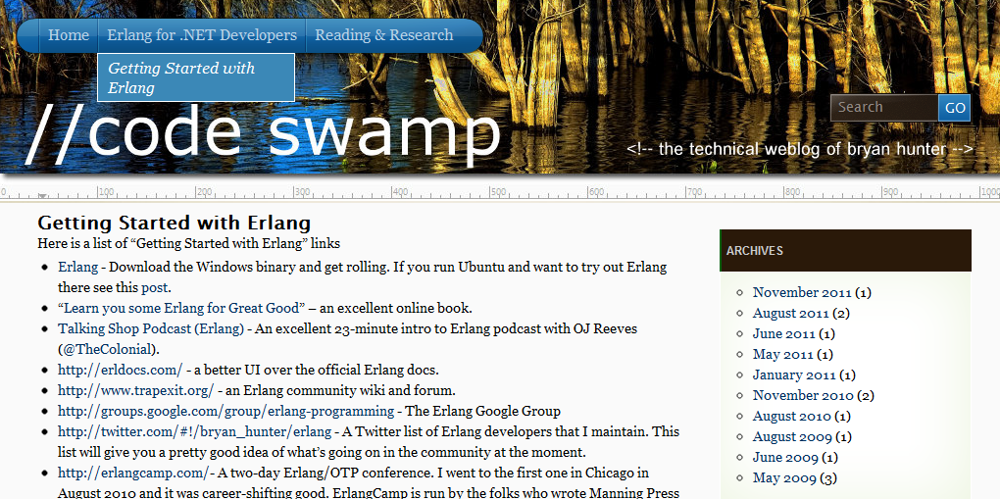 Home
Erlang for .NET Developers
Reading & Research
Getting Started with
Erlang
Search
GO
//code swamp
<!-- the technical weblog of bryan hunter -->
0 100 200 300 400 500 600 700 800 900 1000
Getting Started with Erlang
Here is a list of “Getting Started with Erlang” links
Erlang - Download the Windows binary and get rolling. If you run Ubuntu and want to try out Erlang
there see this post.
“Learn you some Erlang for Great Good” – an excellent online book.
Talking Shop Podcast (Erlang) - An excellent 23-minute intro to Erlang podcast with OJ Reeves
(@TheColonial).
http://erldocs.com/ - a better UI over the official Erlang docs.
http://www.trapexit.org/ - an Erlang community wiki and forum.
http://groups.google.com/group/erlang-programming - The Erlang Google Group
http://twitter.com/#!/bryan_hunter/erlang - A Twitter list of Erlang developers that I maintain. This
list will give you a pretty good idea of what’s going on in the community at the moment.
http://erlangcamp.com/- A two-day Erlang/OTP conference. I went to the first one in Chicago in
August 2010 and it was career-shifting good. ErlangCamp is run by the folks who wrote Manning Press
ARCHIVES
November 2011 (1)
August 2011 (2)
June 2011 (1)
May 2011 (1)
January 2011 (1)
November 2010 (2)
August 2010 (1)
August 2009 (1)
June 2009 (1)
May 2009 (3)